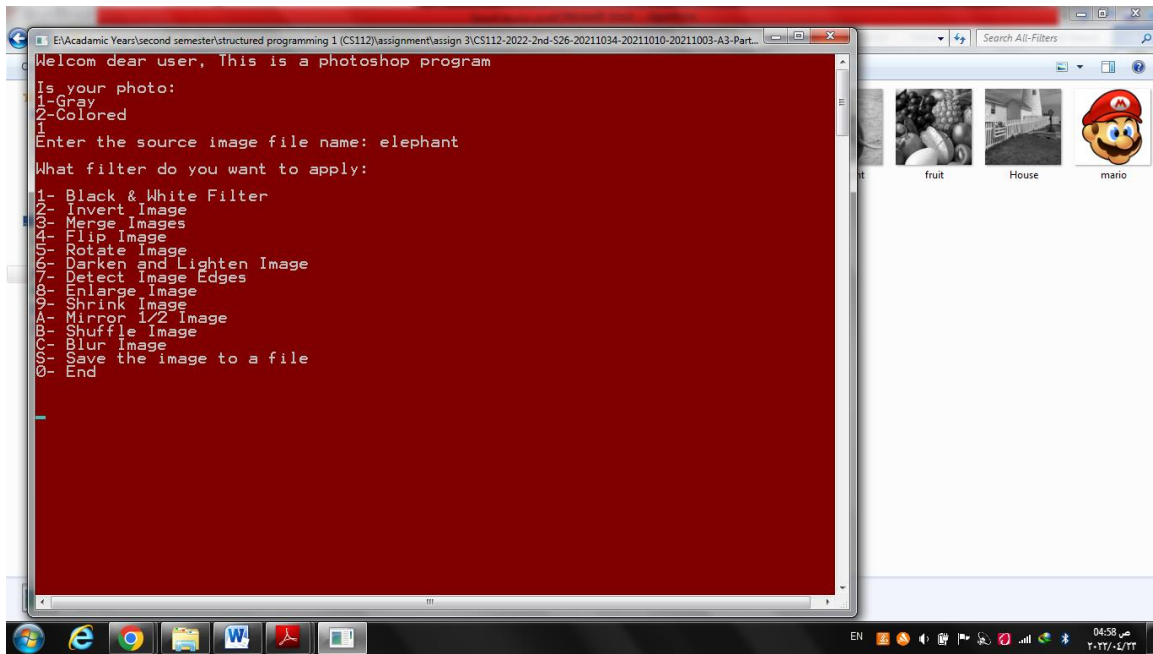 E:\Acadamic Years\second semester\structured programming 1 (CS112)\assignment\assign 3\CS112-2022-2nd-S26-20211034-20211010-20211003-A3-Part...
Search All-Filters
Welcom dear user, This is a photoshop program
Is your photo:
1-Gray
2-Colored
1
Enter the source image file name: elephant
What filter do you want to apply:
1- Black & White Filter
2- Invert Image
3- Merge Images
4- Flip Image
5- Rotate Image
6- Darken and Lighten Image
7- Detect Image Edges
8- Enlarge Image
9- Shrink Image
A- Mirror 1/2 Image
B- Shuffle Image
C- Blur Image
S- Save the image to a file
0- End
fruit
House
mario
EN
04:58 ص
٢٠٢٢/٠٤/٢٣